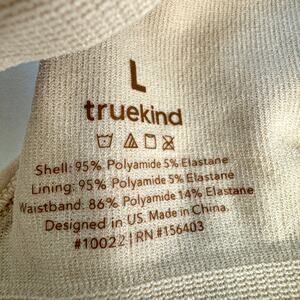 L
truekind
Shell: 95% Polyamide 5% Elastane
Lining: 95% Polyamide 5% Elastane
Waistband: 86% Polyamide 14% Elastane
Designed in US. Made in China.
#10022 | RN #156403